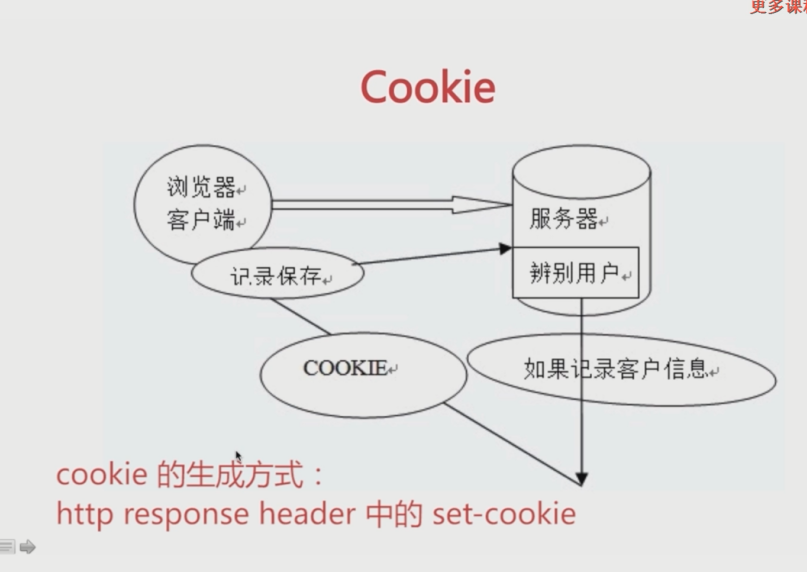 更多课程
Cookie
浏览器
客户端
服务器
记录保存
辨别用户
COOKIE
如果记录客户信息
cookie 的生成方式：
http response header 中的 set-cookie